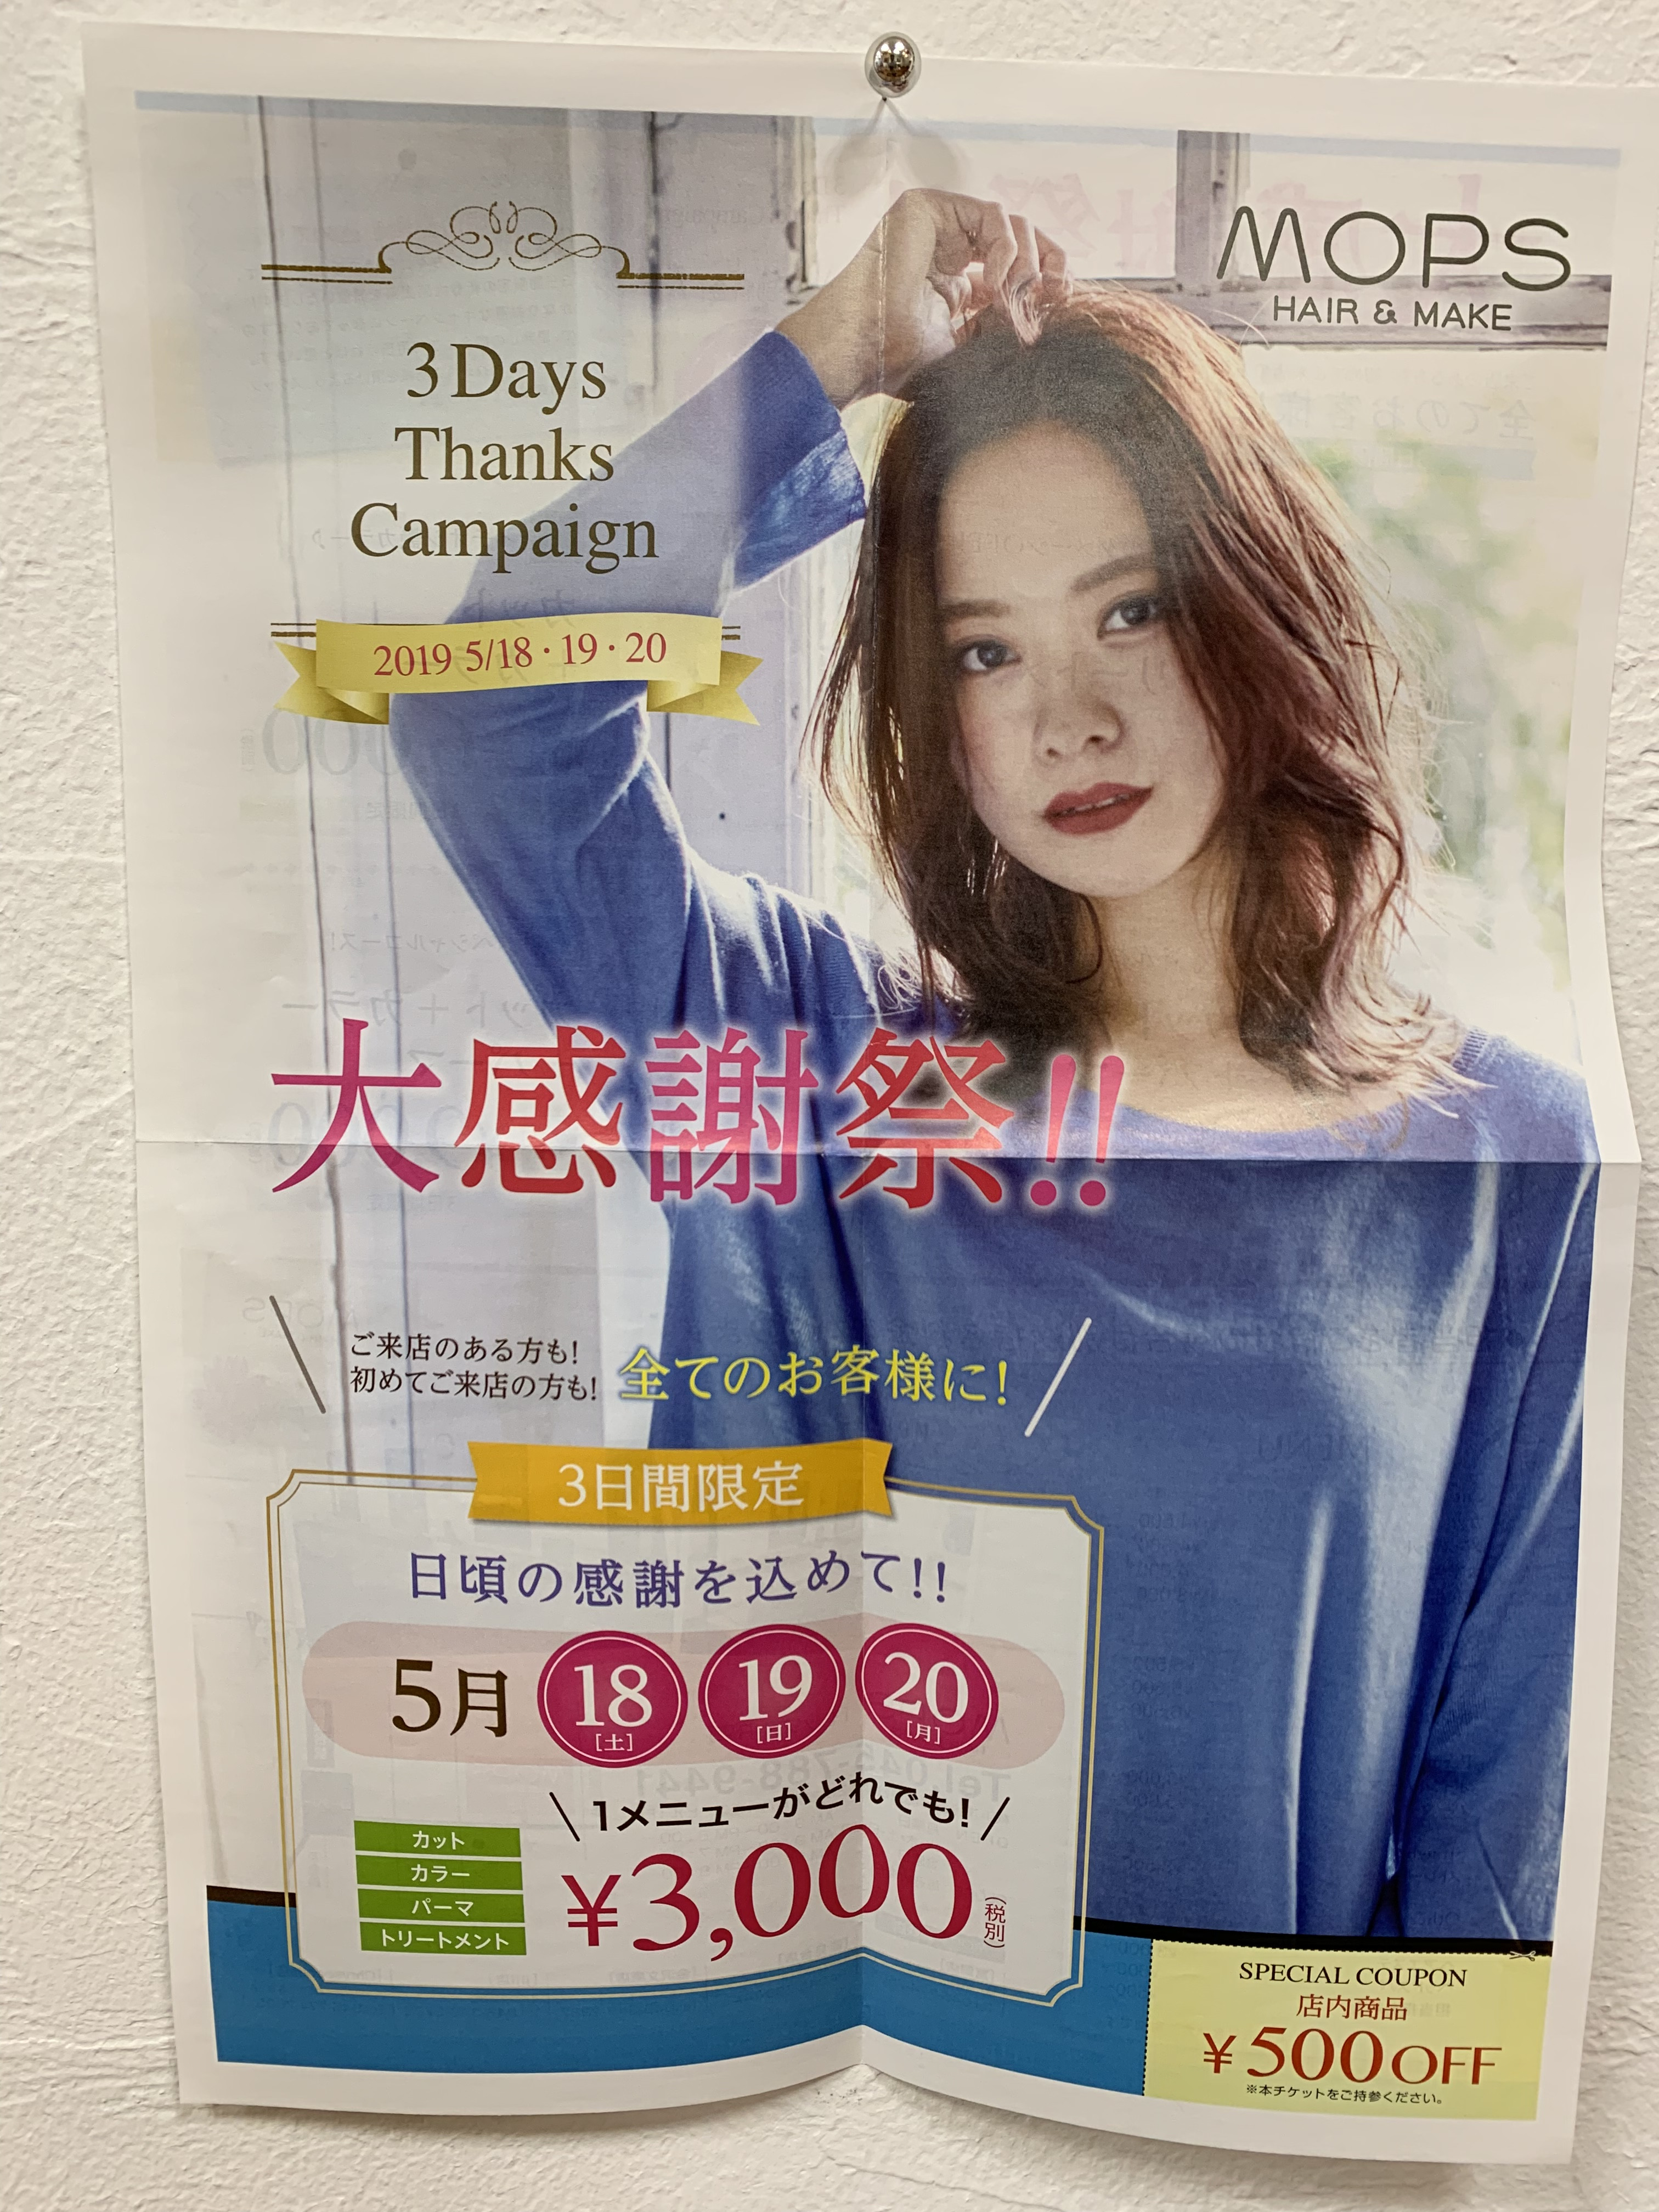 MOPS
HAIR & MAKE
3 Days
Thanks
Campaign
2019 5/18・19・20
大感謝祭!!
ご来店のある方も!
初めてご来店の方も!
全てのお客様に!
3日間限定
日頃の感謝を込めて!!
5月 18[土] 19[日] 20[月]
1メニューがどれでも!
カット
カラー
パーマ
トリートメント
¥3,000(税別)
SPECIAL COUPON
店内商品
¥500OFF
※本チケットをご持参ください。